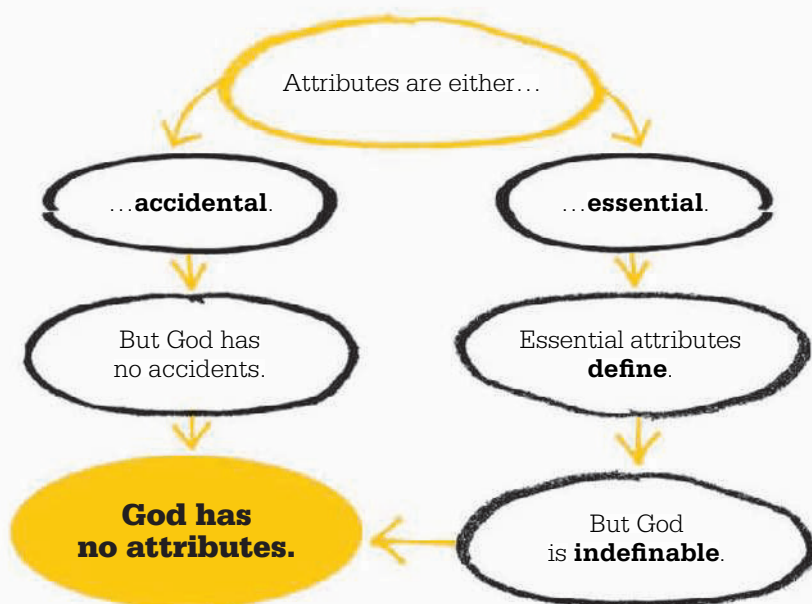 Attributes are either…
…accidental.
…essential.
But God has
no accidents.
Essential attributes
define.
God has
no attributes.
But God
is indefinable.